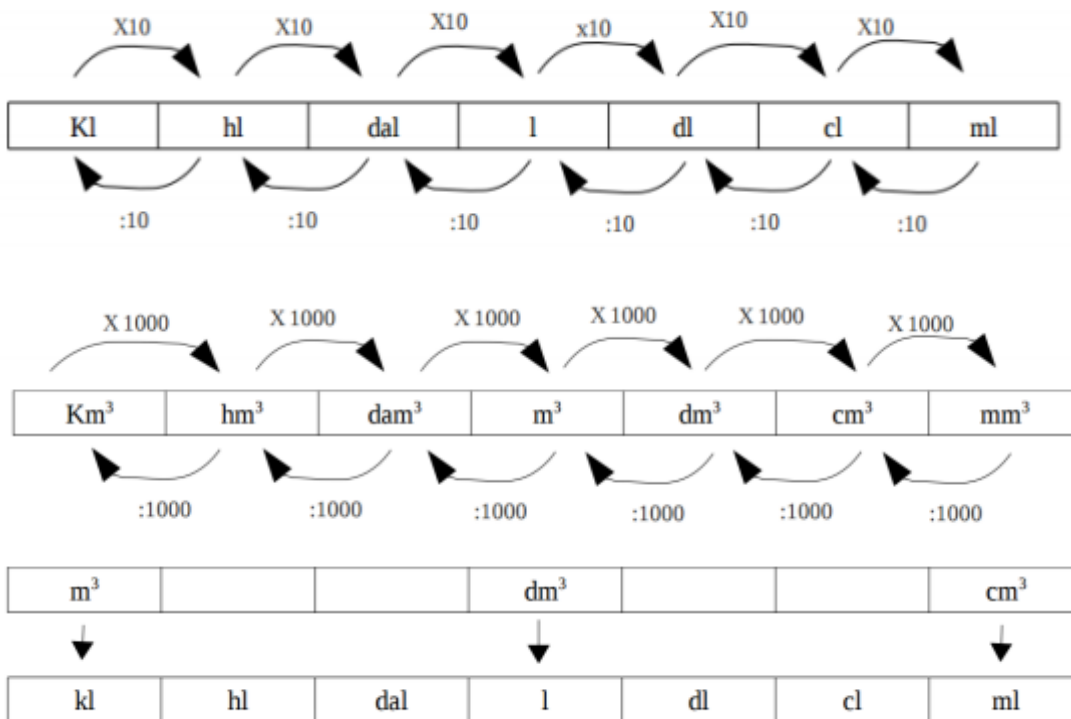 X10 X10 X10 x10 X10 X10
Kl hl dal l dl cl ml
:10 :10 :10 :10 :10 :10
X 1000 X 1000 X 1000 X 1000 X 1000 X 1000
Km³ hm³ dam³ m³ dm³ cm³ mm³
:1000 :1000 :1000 :1000 :1000 :1000
m³ dm³ cm³
kl hl dal l dl cl ml